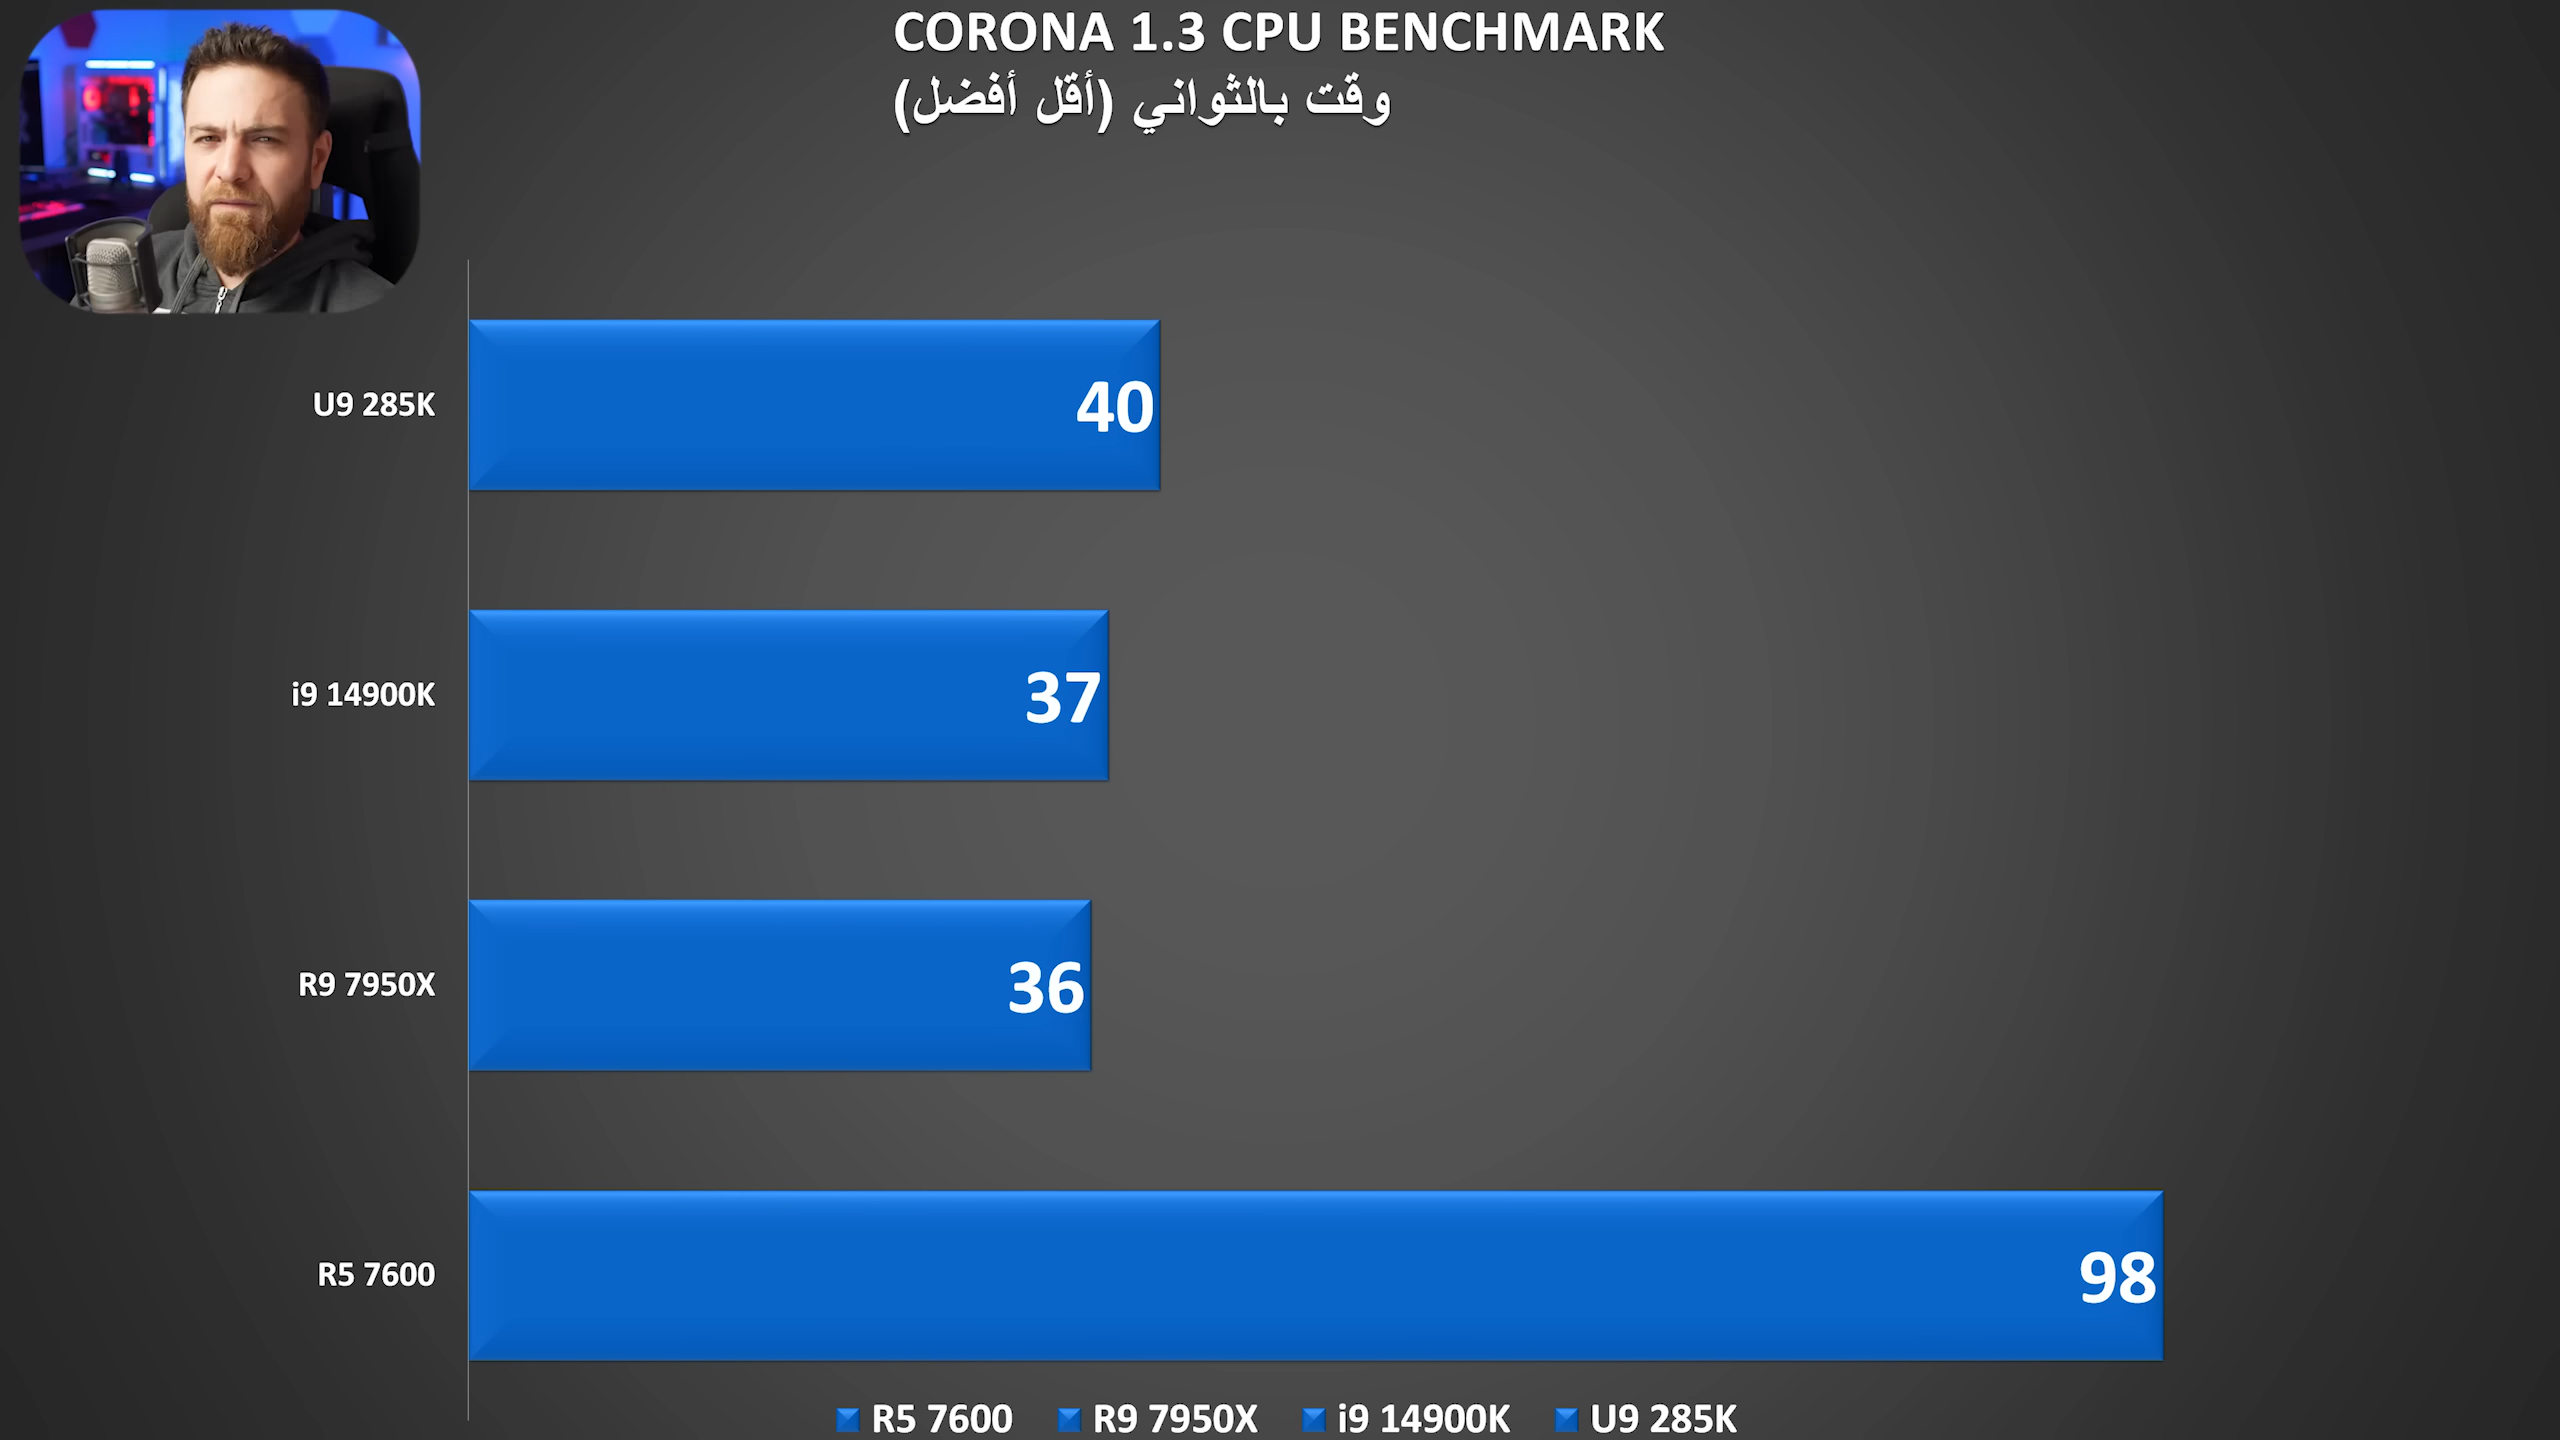 CORONA 1.3 CPU BENCHMARK
وقت بالثواني (أقل أفضل)
U9 285K
40
i9 14900K
37
R9 7950X
36
R5 7600
98
R5 7600 R9 7950X i9 14900K U9 285K